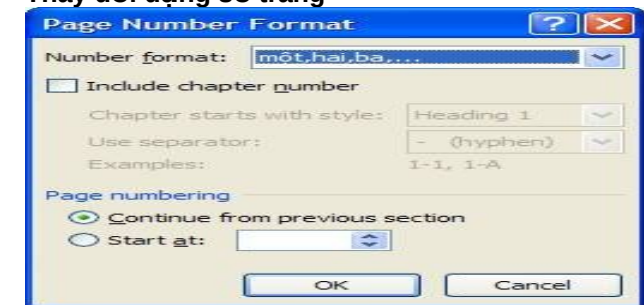 Thay đổi dạng số trang
Page Number Format
Number format: một,hai,ba,...
Include chapter number
Chapter starts with style: Heading 1
Use separator: - (hyphen)
Examples: 1-1, 1-A
Page numbering
Continue from previous section
Start at:
OK Cancel